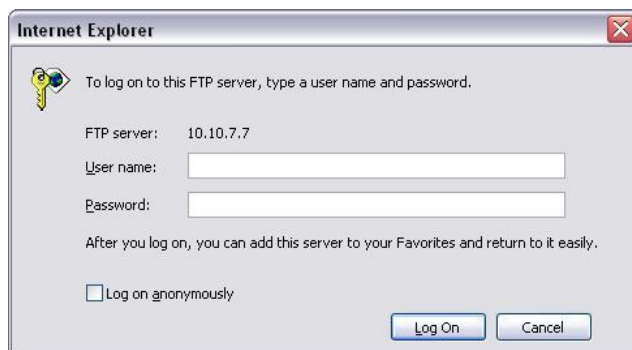 Internet Explorer
To log on to this FTP server, type a user name and password.
FTP server: 10.10.7.7
User name:
Password:
After you log on, you can add this server to your Favorites and return to it easily.
Log on anonymously
Log On Cancel